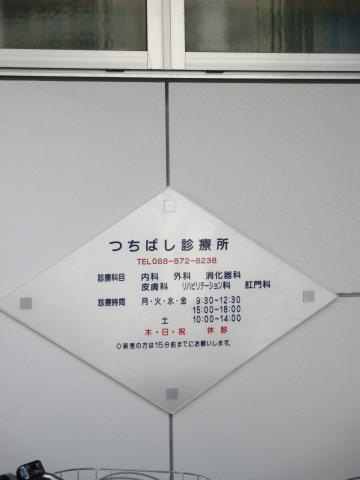 つちばし診療所
TEL088-872-8238
診療科目 内科 外科 消化器科
皮膚科 リハビリテーション科 肛門科
診療時間 月・火・水・金 9:30~12:30
15:00~18:00
土 10:00~14:00
木・日・祝 休診
◇新患の方は15分前までにお願いします。